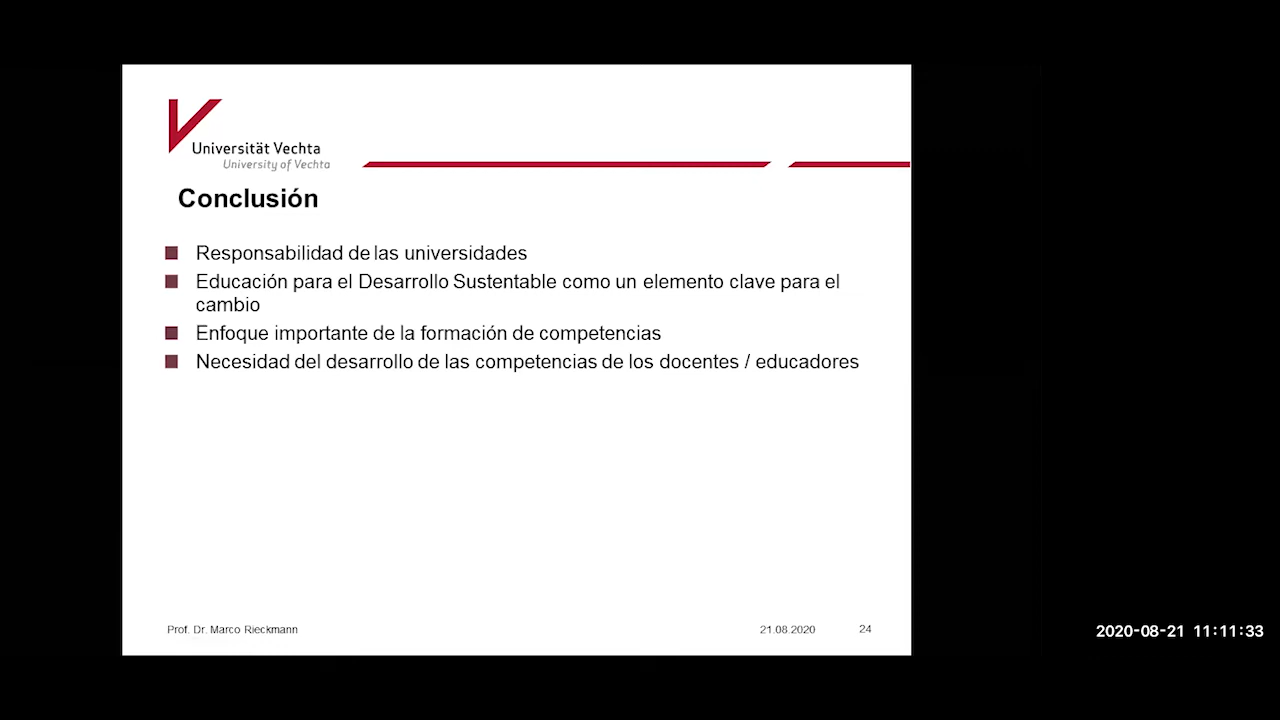 Universität Vechta
University of Vechta
Conclusión
Responsabilidad de las universidades
Educación para el Desarrollo Sustentable como un elemento clave para el
cambio
Enfoque importante de la formación de competencias
Necesidad del desarrollo de las competencias de los docentes / educadores
Prof. Dr. Marco Rieckmann
21.08.2020
24
2020-08-21 11:11:33